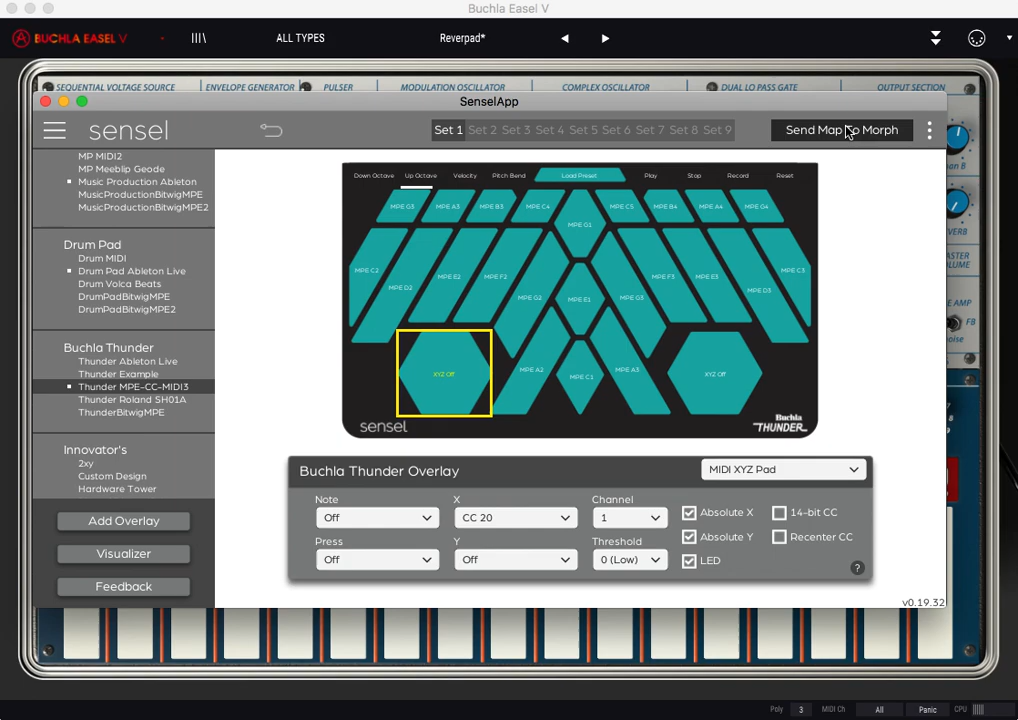 Buchla Easel V
BUCHLA EASEL V
ALL TYPES
Reverpad*
SEQUENTIAL VOLTAGE SOURCE
ENVELOPE GENERATOR
PULSER
MODULATION OSCILLATOR
COMPLEX OSCILLATOR
DUAL LO PASS GATE
OUTPUT SECTION
SenselApp
sensel
Set 1 Set 2 Set 3 Set 4 Set 5 Set 6 Set 7 Set 8 Set 9
Send Map To Morph
MP MIDI2
MP Meeblip Geode
Music Production Ableton
MusicProductionBitwigMPE
MusicProductionBitwigMPE2
Drum Pad
Drum MIDI
Drum Pad Ableton Live
Drum Volca Beats
DrumPadBitwigMPE
DrumPadBitwigMPE2
Buchla Thunder
Thunder Ableton Live
Thunder Example
Thunder MPE-CC-MIDI3
Thunder Roland SH01A
ThunderBitwigMPE
Innovator's
2xy
Custom Design
Hardware Tower
Add Overlay
Visualizer
Feedback
Down Octave Up Octave Velocity Pitch Bend Load Preset Play Stop Record Reset
MPE G3 MPE A3 MPE B3 MPE C4 MPE C5 MPE B4 MPE A4 MPE G4
MPE G1
MPE C2 MPE D2 MPE E2 MPE F2 MPE G2 MPE E1 MPE G3 MPE F3 MPE E3 MPE D3 MPE C3
XYZ Off MPE A2 MPE C1 MPE A3 XYZ Off
sensel
Buchla
THUNDER
Buchla Thunder Overlay
MIDI XYZ Pad
Note
X
Channel
Off
CC 20
1
Absolute X
14-bit CC
Press
Y
Threshold
Absolute Y
Recenter CC
Off
Off
0 (Low)
LED
?
v0.19.32
FB
Poly 3 MIDI Ch All Panic CPU